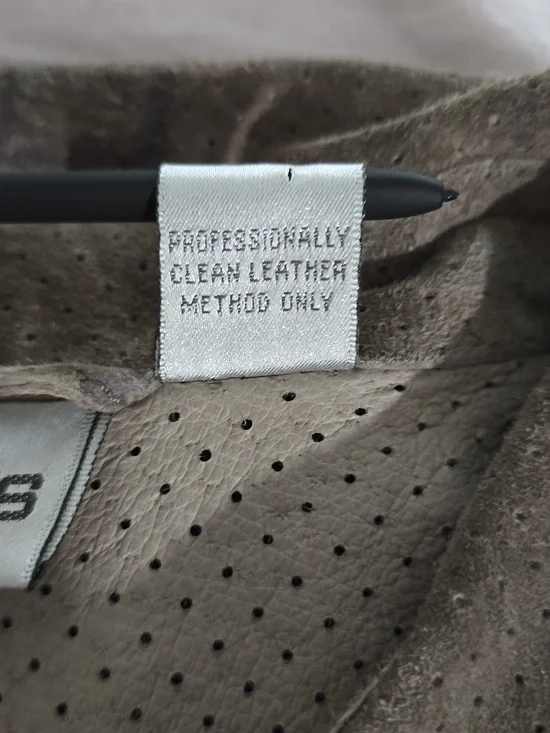 PROFESSIONALLY
CLEAN LEATHER
METHOD ONLY
S